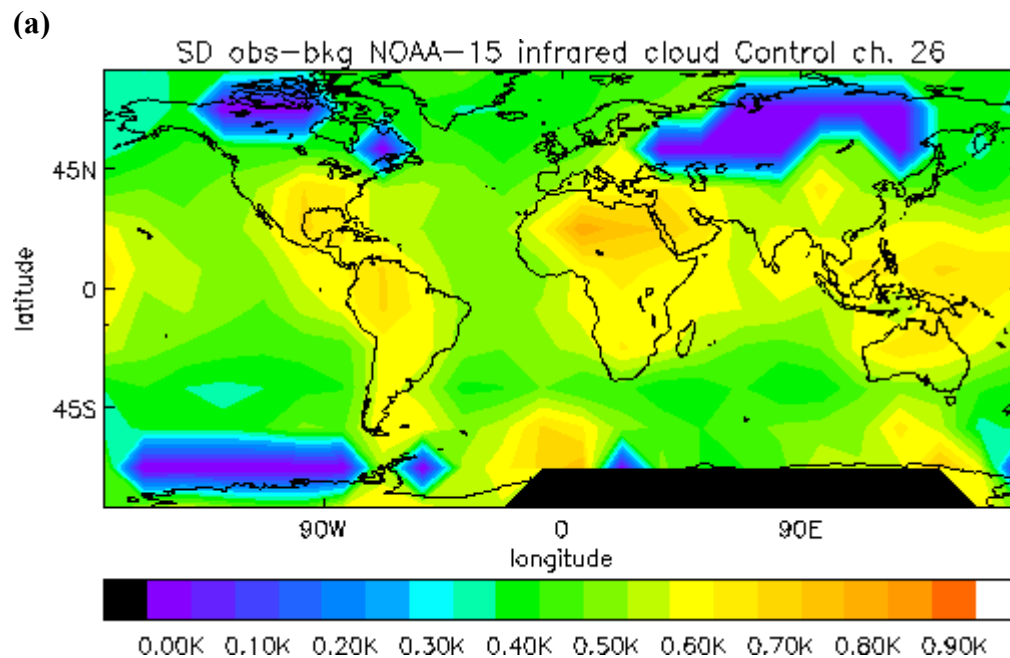 (a)
SD obs-bkg NOAA-15 infrared cloud Control ch. 26
45N
0
45S
latitude
90W 0 90E
longitude
0.00K 0.10K 0.20K 0.30K 0.40K 0.50K 0.60K 0.70K 0.80K 0.90K